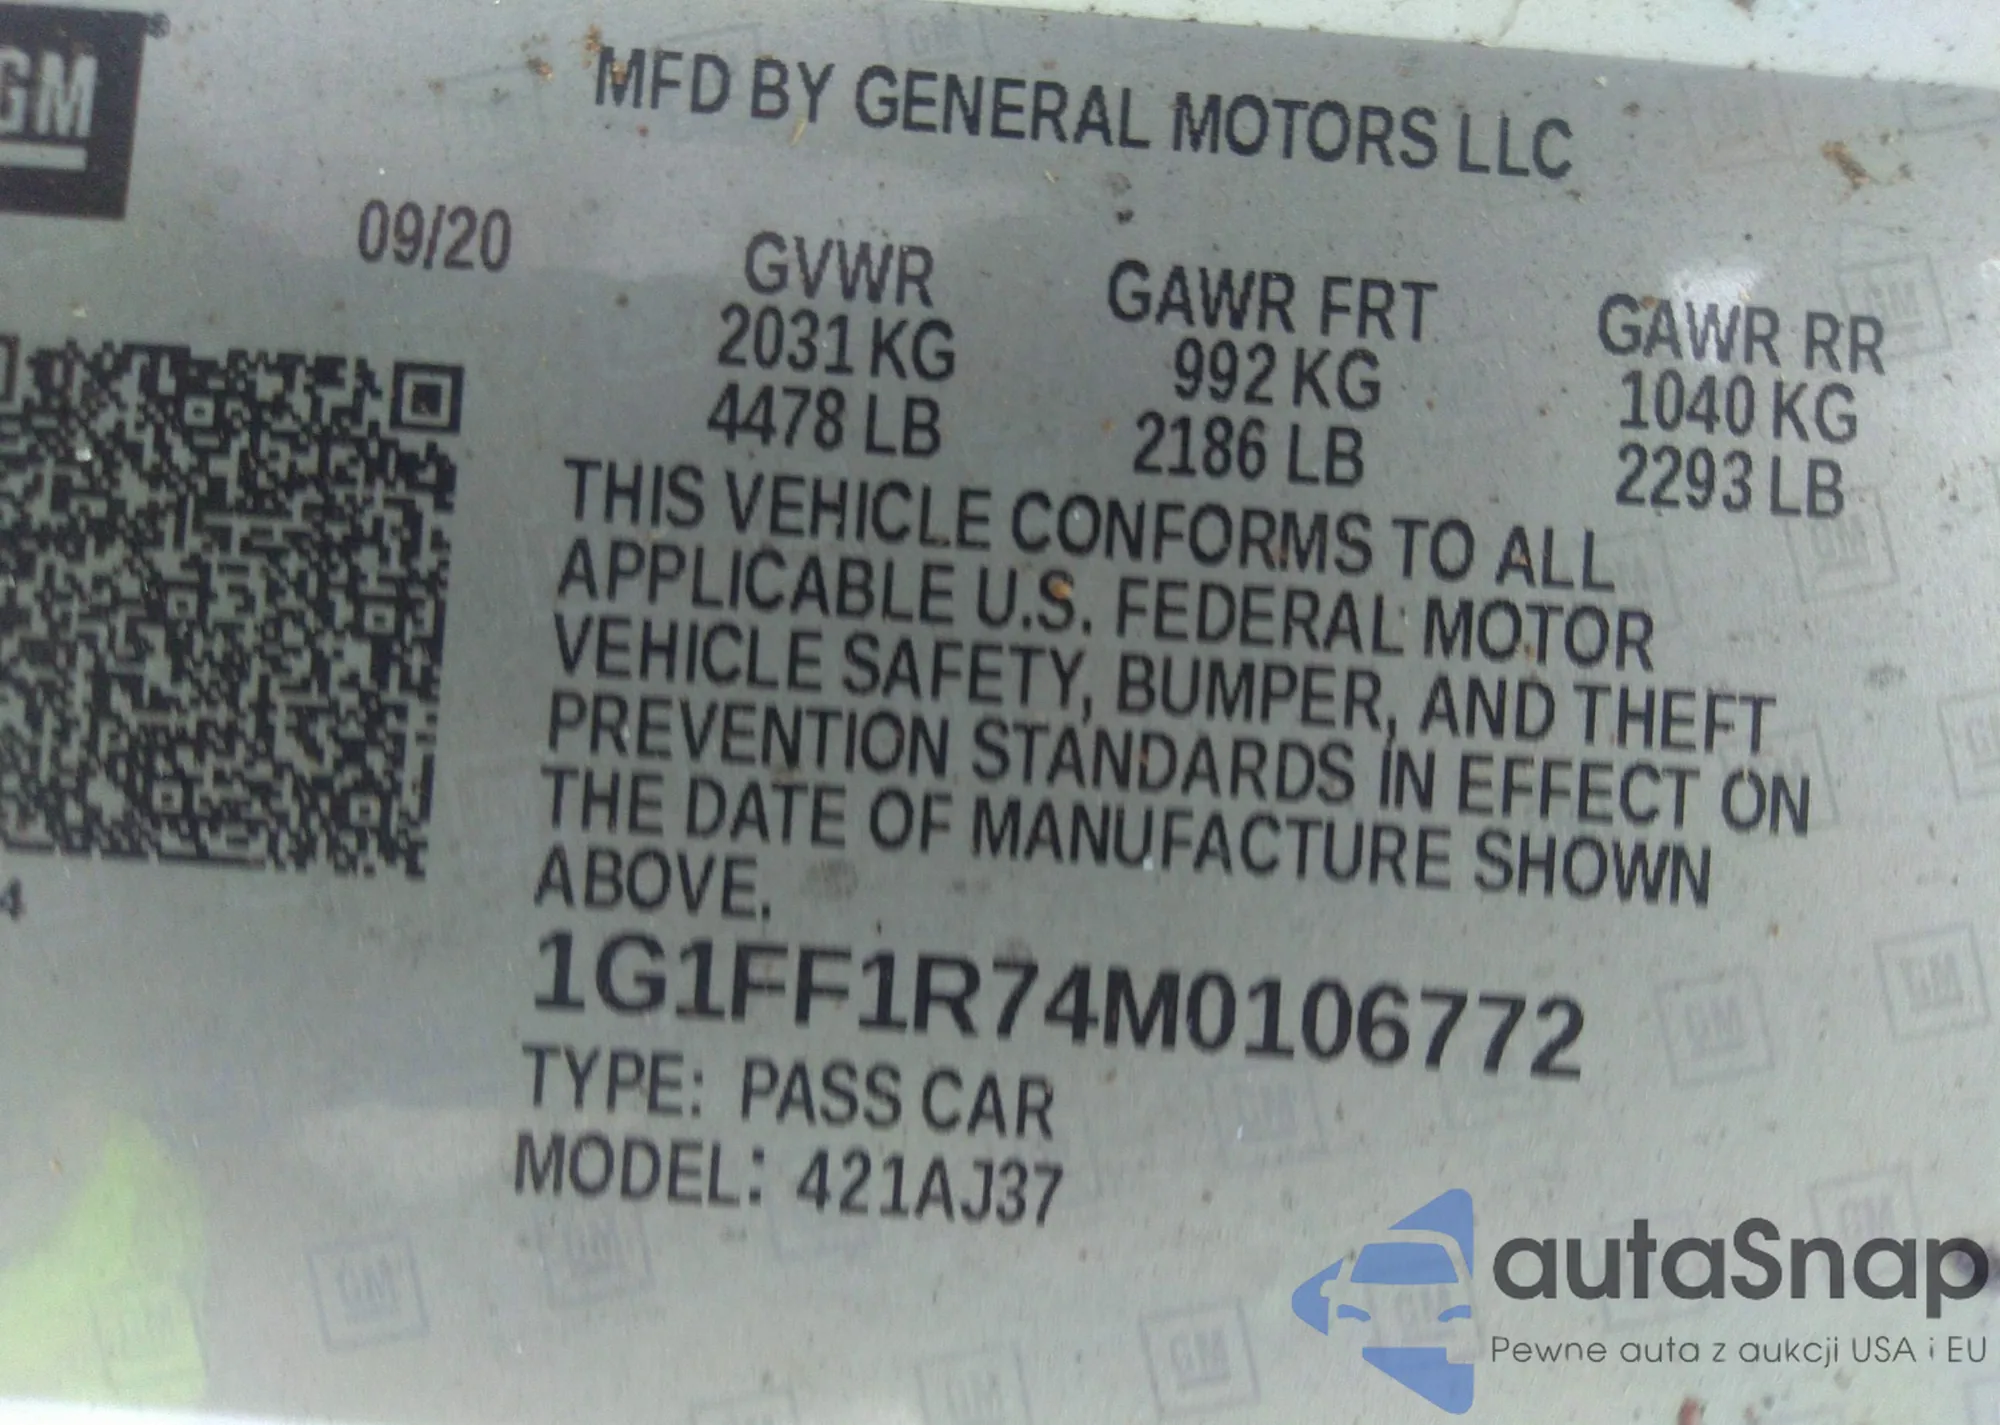 GM
MFD BY GENERAL MOTORS LLC
09/20
GVWR
2031 KG
4478 LB
GAWR FRT
992 KG
2186 LB
GAWR RR
1040 KG
2293 LB
THIS VEHICLE CONFORMS TO ALL
APPLICABLE U.S. FEDERAL MOTOR
VEHICLE SAFETY, BUMPER, AND THEFT
PREVENTION STANDARDS IN EFFECT ON
THE DATE OF MANUFACTURE SHOWN
ABOVE.
4
1G1FF1R74M0106772
TYPE: PASS CAR
MODEL: 421AJ37
autaSnap
Pewne auta z aukcji USA i EU